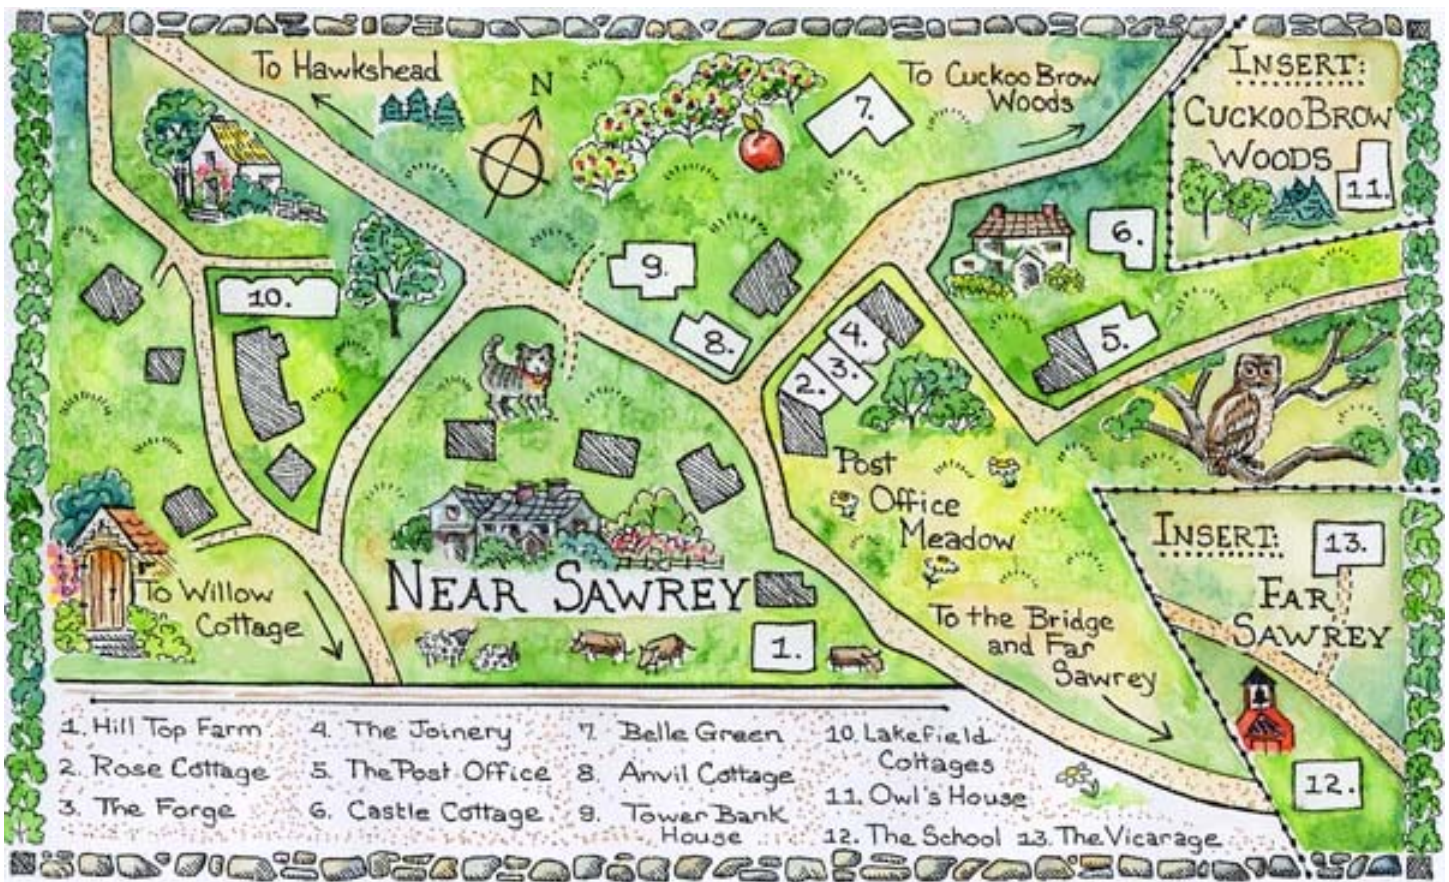 To Hawkshead
N
7.
To Cuckoo Brow
Woods
INSERT:
CUCKOO BROW
WOODS
11.
6.
9.
10.
8.
5.
4.
3.
2.
Post
Office
Meadow
INSERT:
13.
FAR
SAWREY
NEAR SAWREY
To Willow
Cottage
1.
To the Bridge
and Far
Sawrey
12.
1. Hill Top Farm
2. Rose Cottage
3. The Forge
4. The Joinery
5. The Post Office
6. Castle Cottage.
7. Belle Green
8. Anvil Cottage
9. Tower Bank
House
10. Lakefield
Cottages
11. Owl's House
12. The School 13. The Vicarage